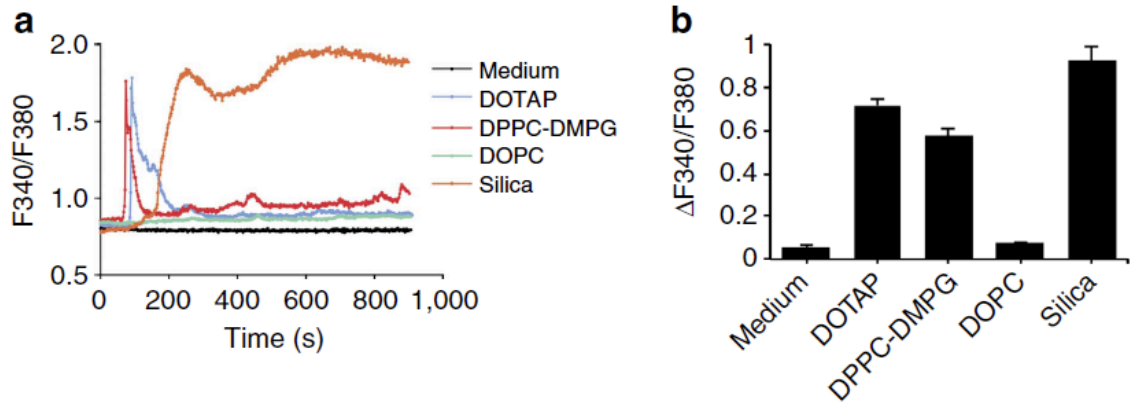 a
F340/F380
2.0
1.5
1.0
0.5
0 200 400 600 800 1,000
Time (s)
Medium
DOTAP
DPPC-DMPG
DOPC
Silica
b
ΔF340/F380
1
0.8
0.6
0.4
0.2
0
Medium
DOTAP
DPPC-DMPG
DOPC
Silica